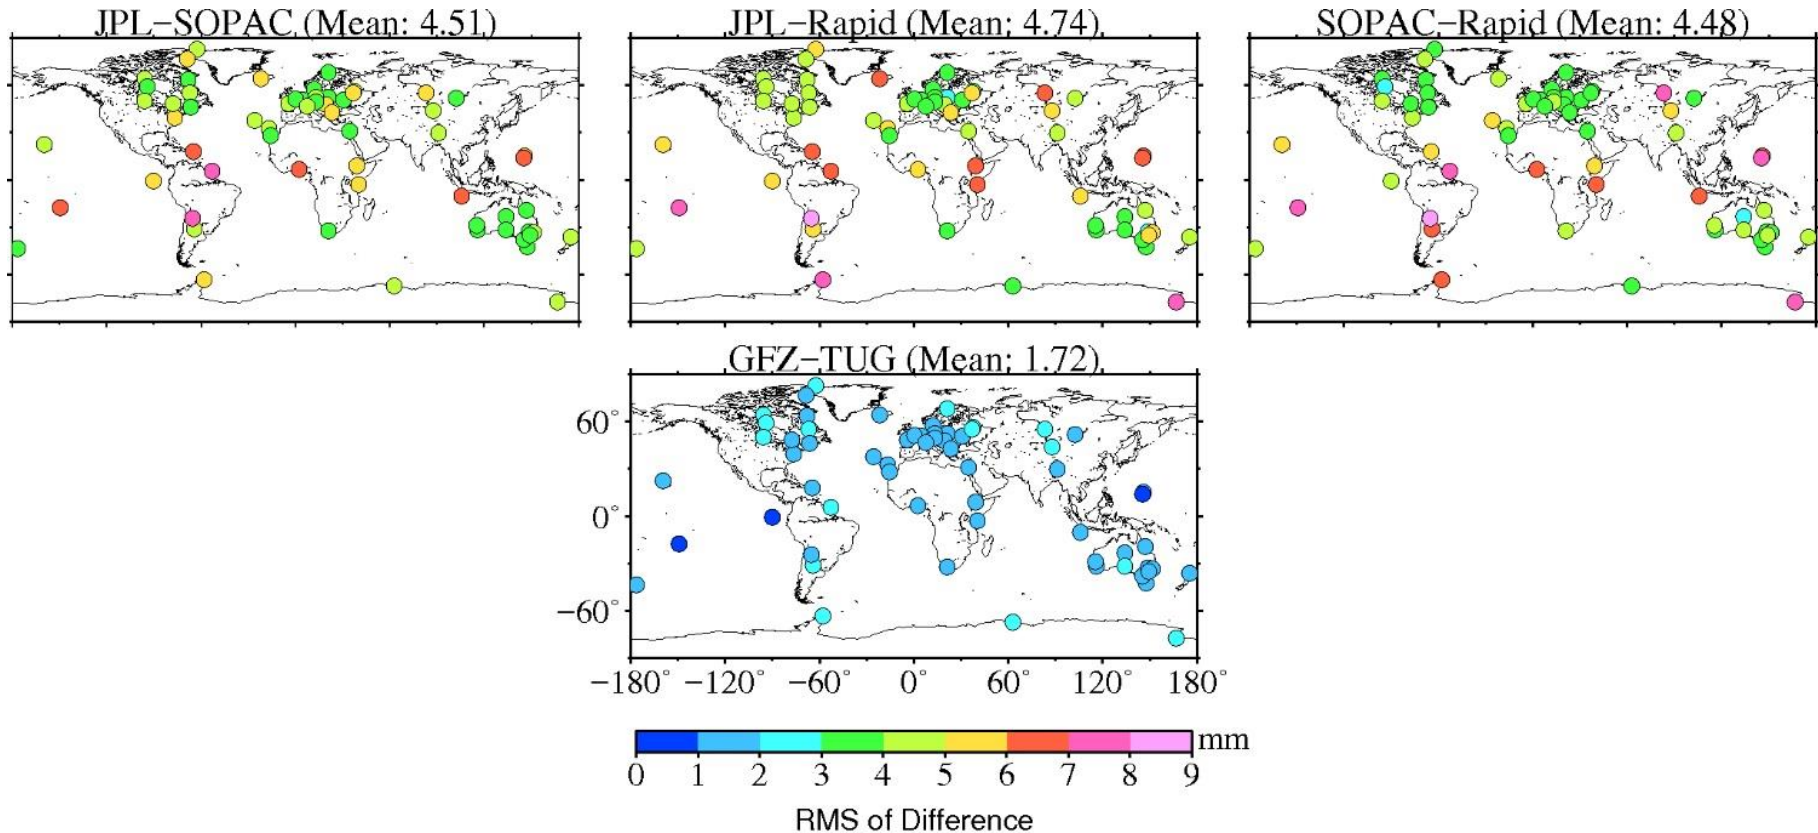 JPL−SOPAC (Mean: 4.51)
JPL−Rapid (Mean: 4.74)
SOPAC−Rapid (Mean: 4.48)
GFZ−TUG (Mean: 1.72)
60°
0°
−60°
−180° −120° −60° 0° 60° 120° 180°
mm
0 1 2 3 4 5 6 7 8 9
RMS of Difference